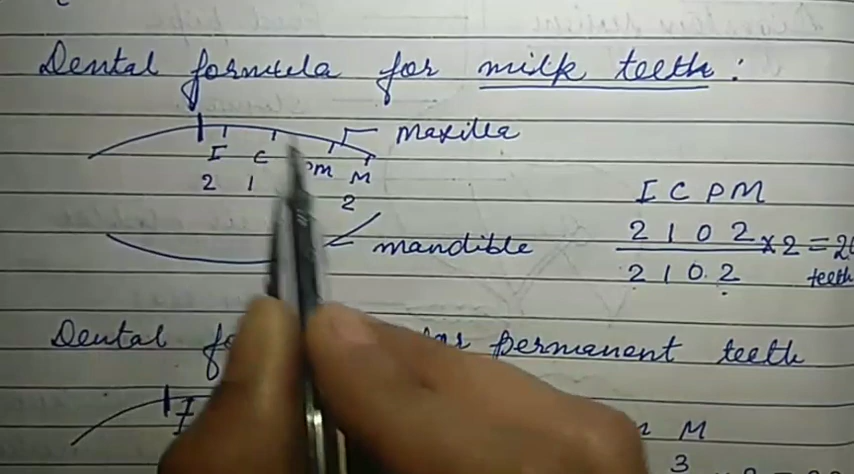 Dental formula for milk teeth :
Maxilla
I C PM M
2 1 2
I C P M
2 1 0 2
× 2 =
2 1 0 2
teeth
mandible
Dental for permanent teeth
I M
3